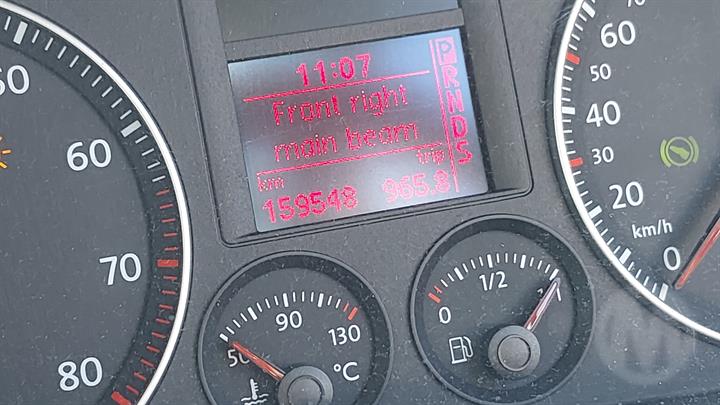 11:07
Front right
main beam
km trip
159548 965.8
P
R
N
D
S
60
70
80
50 90 130
°C
0 1/2
60
50
40
30
20
km/h
0